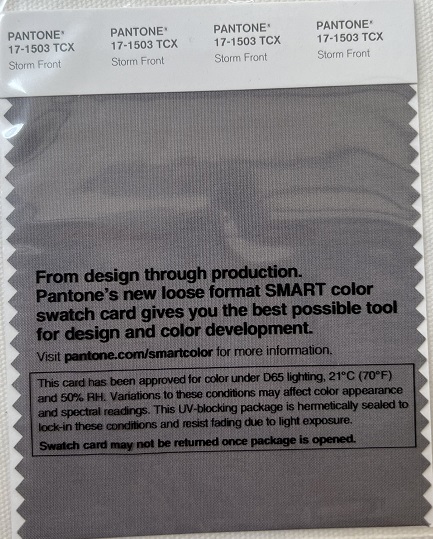 PANTONE® PANTONE® PANTONE® PANTONE®
17-1503 TCX 17-1503 TCX 17-1503 TCX 17-1503 TCX
Storm Front Storm Front Storm Front Storm Front
From design through production.
Pantone's new loose format SMART color
swatch card gives you the best possible tool
for design and color development.
Visit pantone.com/smartcolor for more information.
This card has been approved for color under D65 lighting, 21°C (70°F)
and 50% RH. Variations to these conditions may affect color appearance
and spectral readings. This UV-blocking package is hermetically sealed to
lock-in these conditions and resist fading due to light exposure.
Swatch card may not be returned once package is opened.